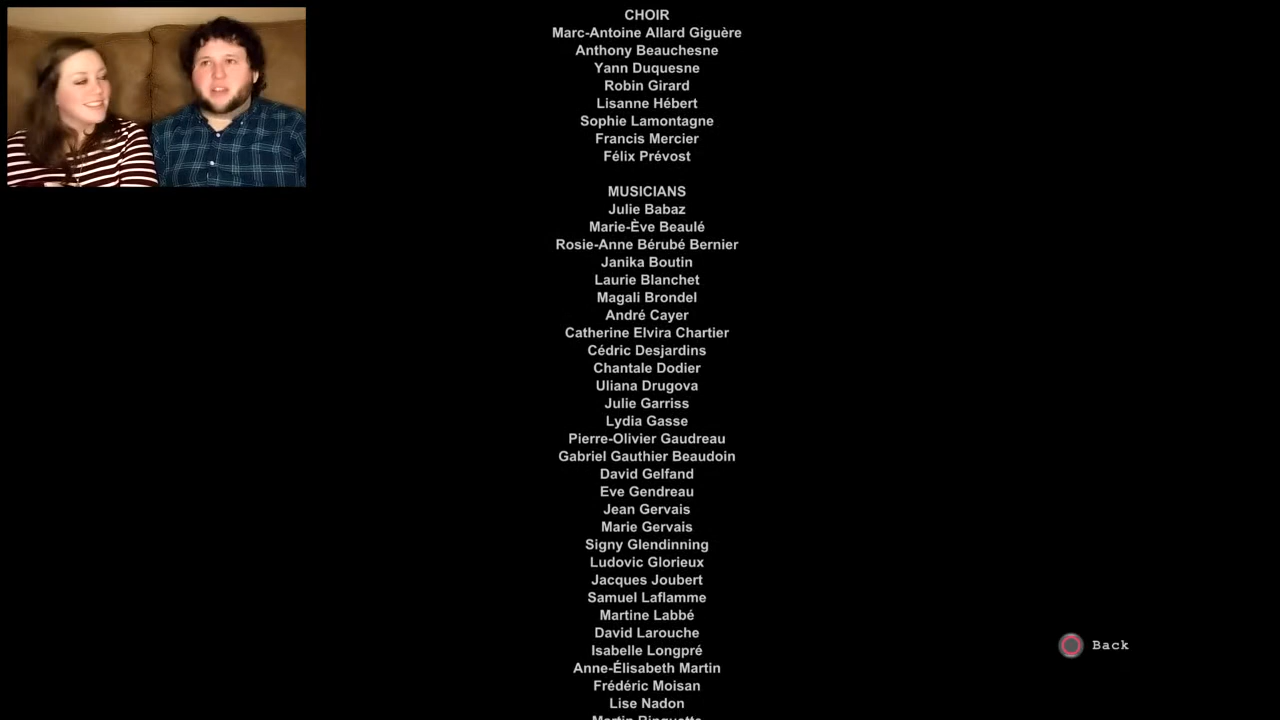 CHOIR
Marc-Antoine Allard Giguère
Anthony Beauchesne
Yann Duquesne
Robin Girard
Lisanne Hébert
Sophie Lamontagne
Francis Mercier
Félix Prévost
MUSICIANS
Julie Babaz
Marie-Ève Beaulé
Rosie-Anne Bérubé Bernier
Janika Boutin
Laurie Blanchet
Magali Brondel
André Cayer
Catherine Elvira Chartier
Cédric Desjardins
Chantale Dodier
Uliana Drugova
Julie Garriss
Lydia Gasse
Pierre-Olivier Gaudreau
Gabriel Gauthier Beaudoin
David Gelfand
Eve Gendreau
Jean Gervais
Marie Gervais
Signy Glendinning
Ludovic Glorieux
Jacques Joubert
Samuel Laflamme
Martine Labbé
David Larouche
Isabelle Longpré
Back
Anne-Élisabeth Martin
Frédéric Moisan
Lise Nadon